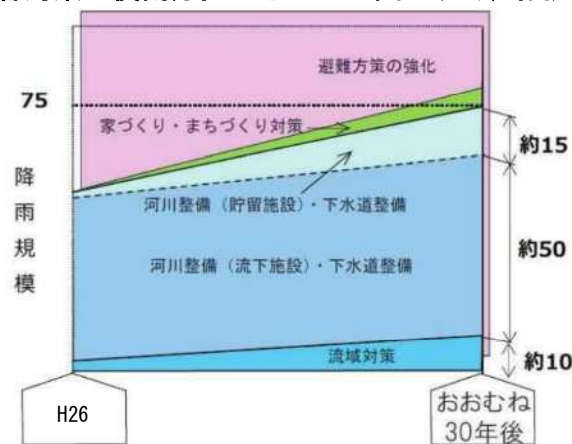 避難方策の強化
75
家づくり・まちづくり対策
約15
降雨規模
河川整備（貯留施設）・下水道整備
河川整備（流下施設）・下水道整備
約50
流域対策
約10
H26
おおむね
30年後